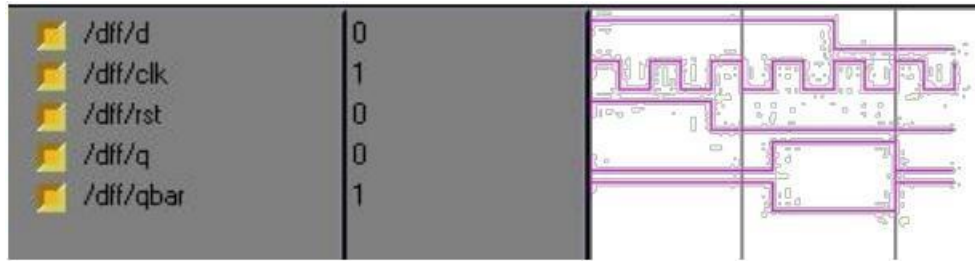 /dff/d 0
/dff/clk 1
/dff/rst 0
/dff/q 0
/dff/qbar 1